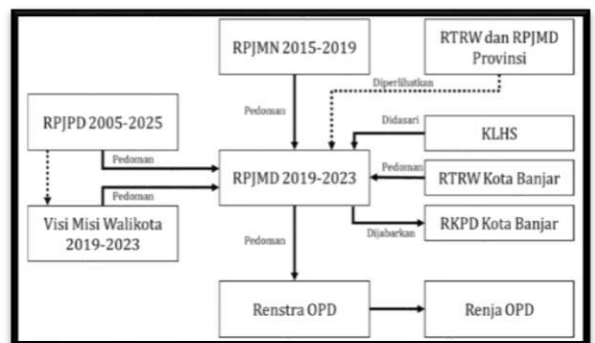 RPJMN 2015-2019
RTRW dan RPJMD
Provinsi
Diperlihatkan
Pedoman
Didasari
RPJPD 2005-2025
KLHS
Pedoman
Pedoman
RPJMD 2019-2023
RTRW Kota Banjar
Pedoman
Visi Misi Walikota
2019-2023
RKPD Kota Banjar
Dijabarkan
Pedoman
Renstra OPD
Renja OPD